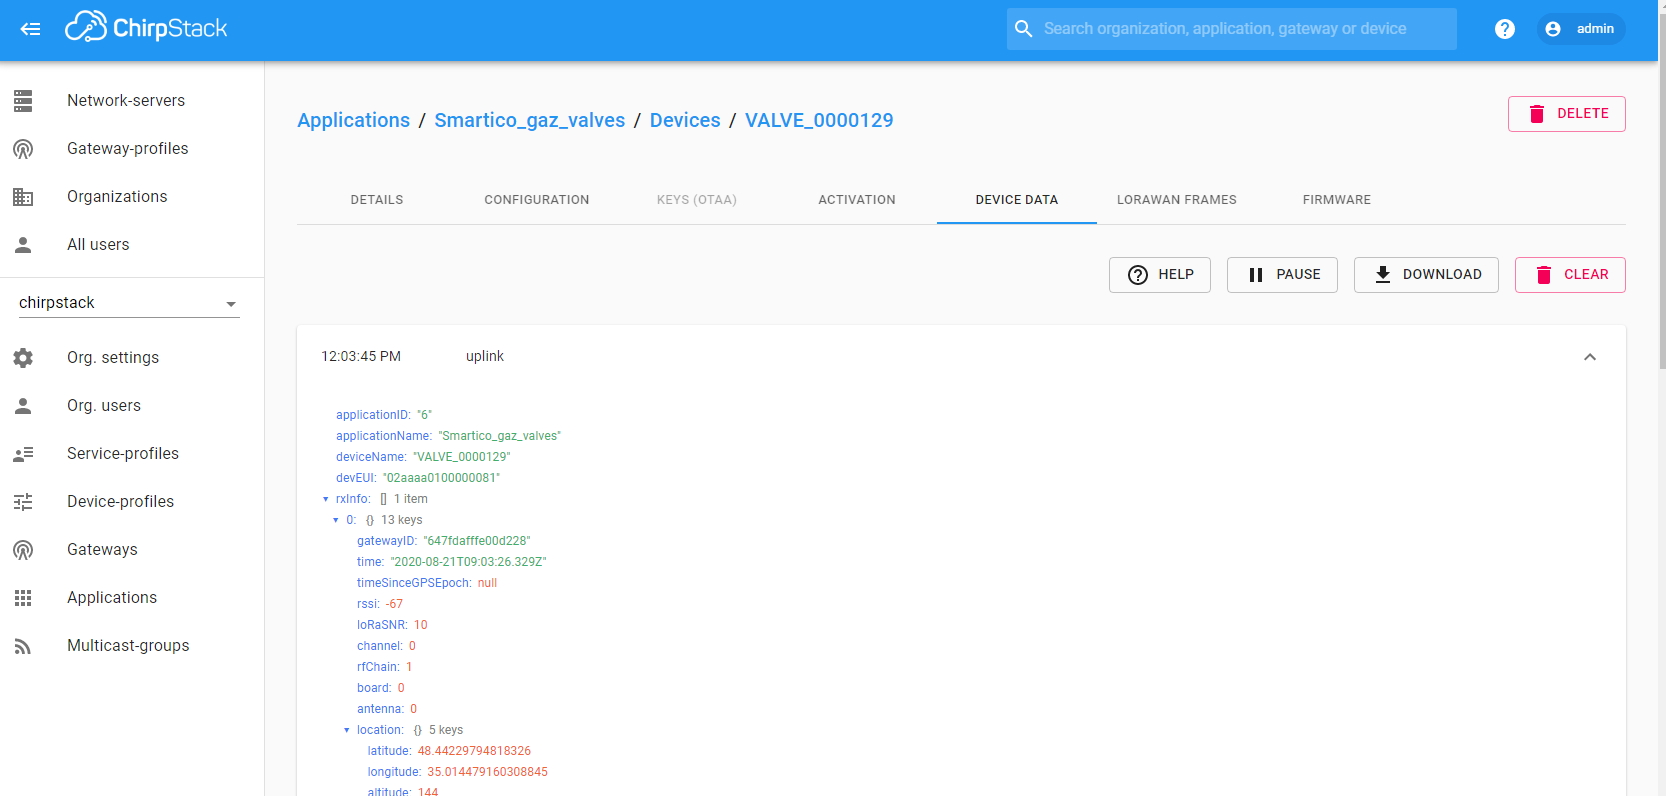 ChirpStack
Search organization, application, gateway or device
?
admin
Network-servers
Gateway-profiles
Organizations
All users
chirpstack
Org. settings
Org. users
Service-profiles
Device-profiles
Gateways
Applications
Multicast-groups
Applications / Smartico_gaz_valves / Devices / VALVE_0000129
DELETE
DETAILS CONFIGURATION KEYS (OTAA) ACTIVATION DEVICE DATA LORAWAN FRAMES FIRMWARE
? HELP PAUSE DOWNLOAD CLEAR
12:03:45 PM uplink
applicationID: "6"
applicationName: "Smartico_gaz_valves"
deviceName: "VALVE_0000129"
devEUI: "02aaaa0100000081"
rxInfo: [] 1 item
0: {} 13 keys
gatewayID: "647fdafffe00d228"
time: "2020-08-21T09:03:26.329Z"
timeSinceGPSEpoch: null
rssi: -67
loRaSNR: 10
channel: 0
rfChain: 1
board: 0
antenna: 0
location: {} 5 keys
latitude: 48.44229794818326
longitude: 35.014479160308845
altitude: 144